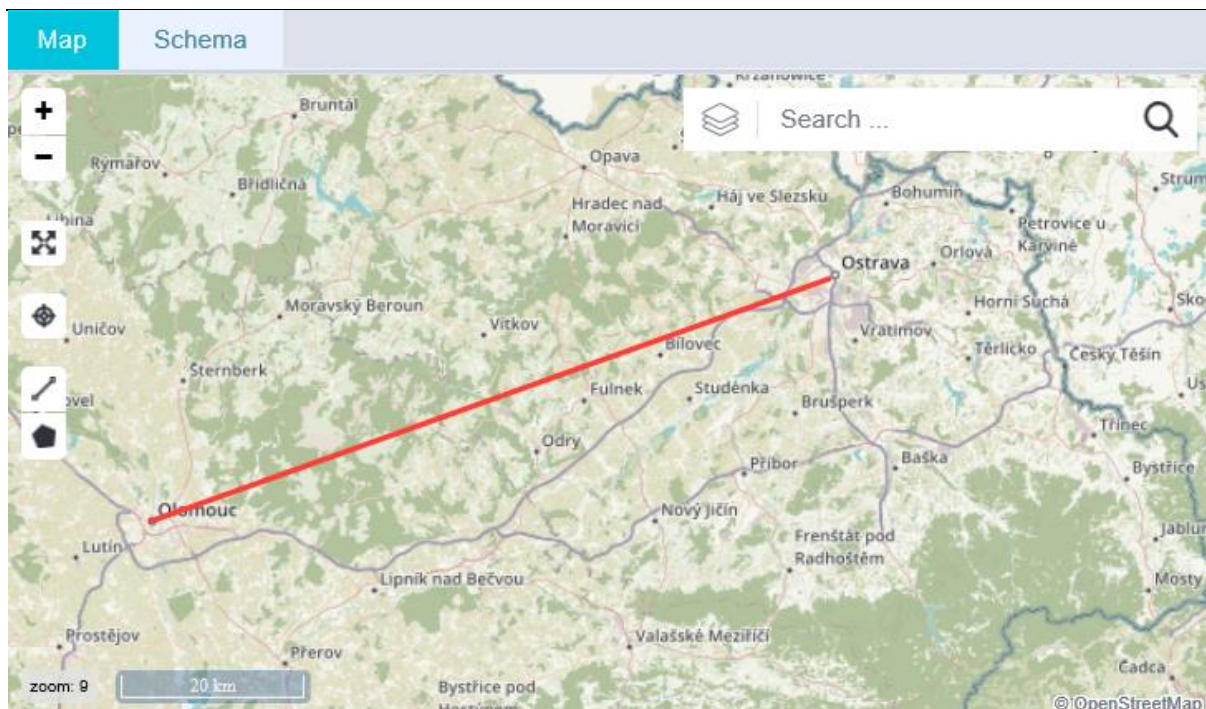 Map Schema
+
-
Search ...
Bruntál
Opava
Rýmařov
Břidličná
Háj ve Slezsku
Bohumín
Hradec nad
Moravicí
Petrovice u
Karviné
Ostrava
Orlová
Moravský Beroun
Horní Suchá
Uničov
Vítkov
Vratimov
Bílovec
Těrlicko
Český Těšín
Šternberk
Fulnek
Studénka
Brušperk
Třinec
Odry
Příbor
Baška
Bystřice
Olomouc
Nový Jičín
Frenštát pod
Radhoštěm
Lutín
Lipník nad Bečvou
Mosty
Prostějov
Valašské Meziříčí
Přerov
Čadca
zoom: 9
20 km
Bystřice pod
© OpenStreetMap